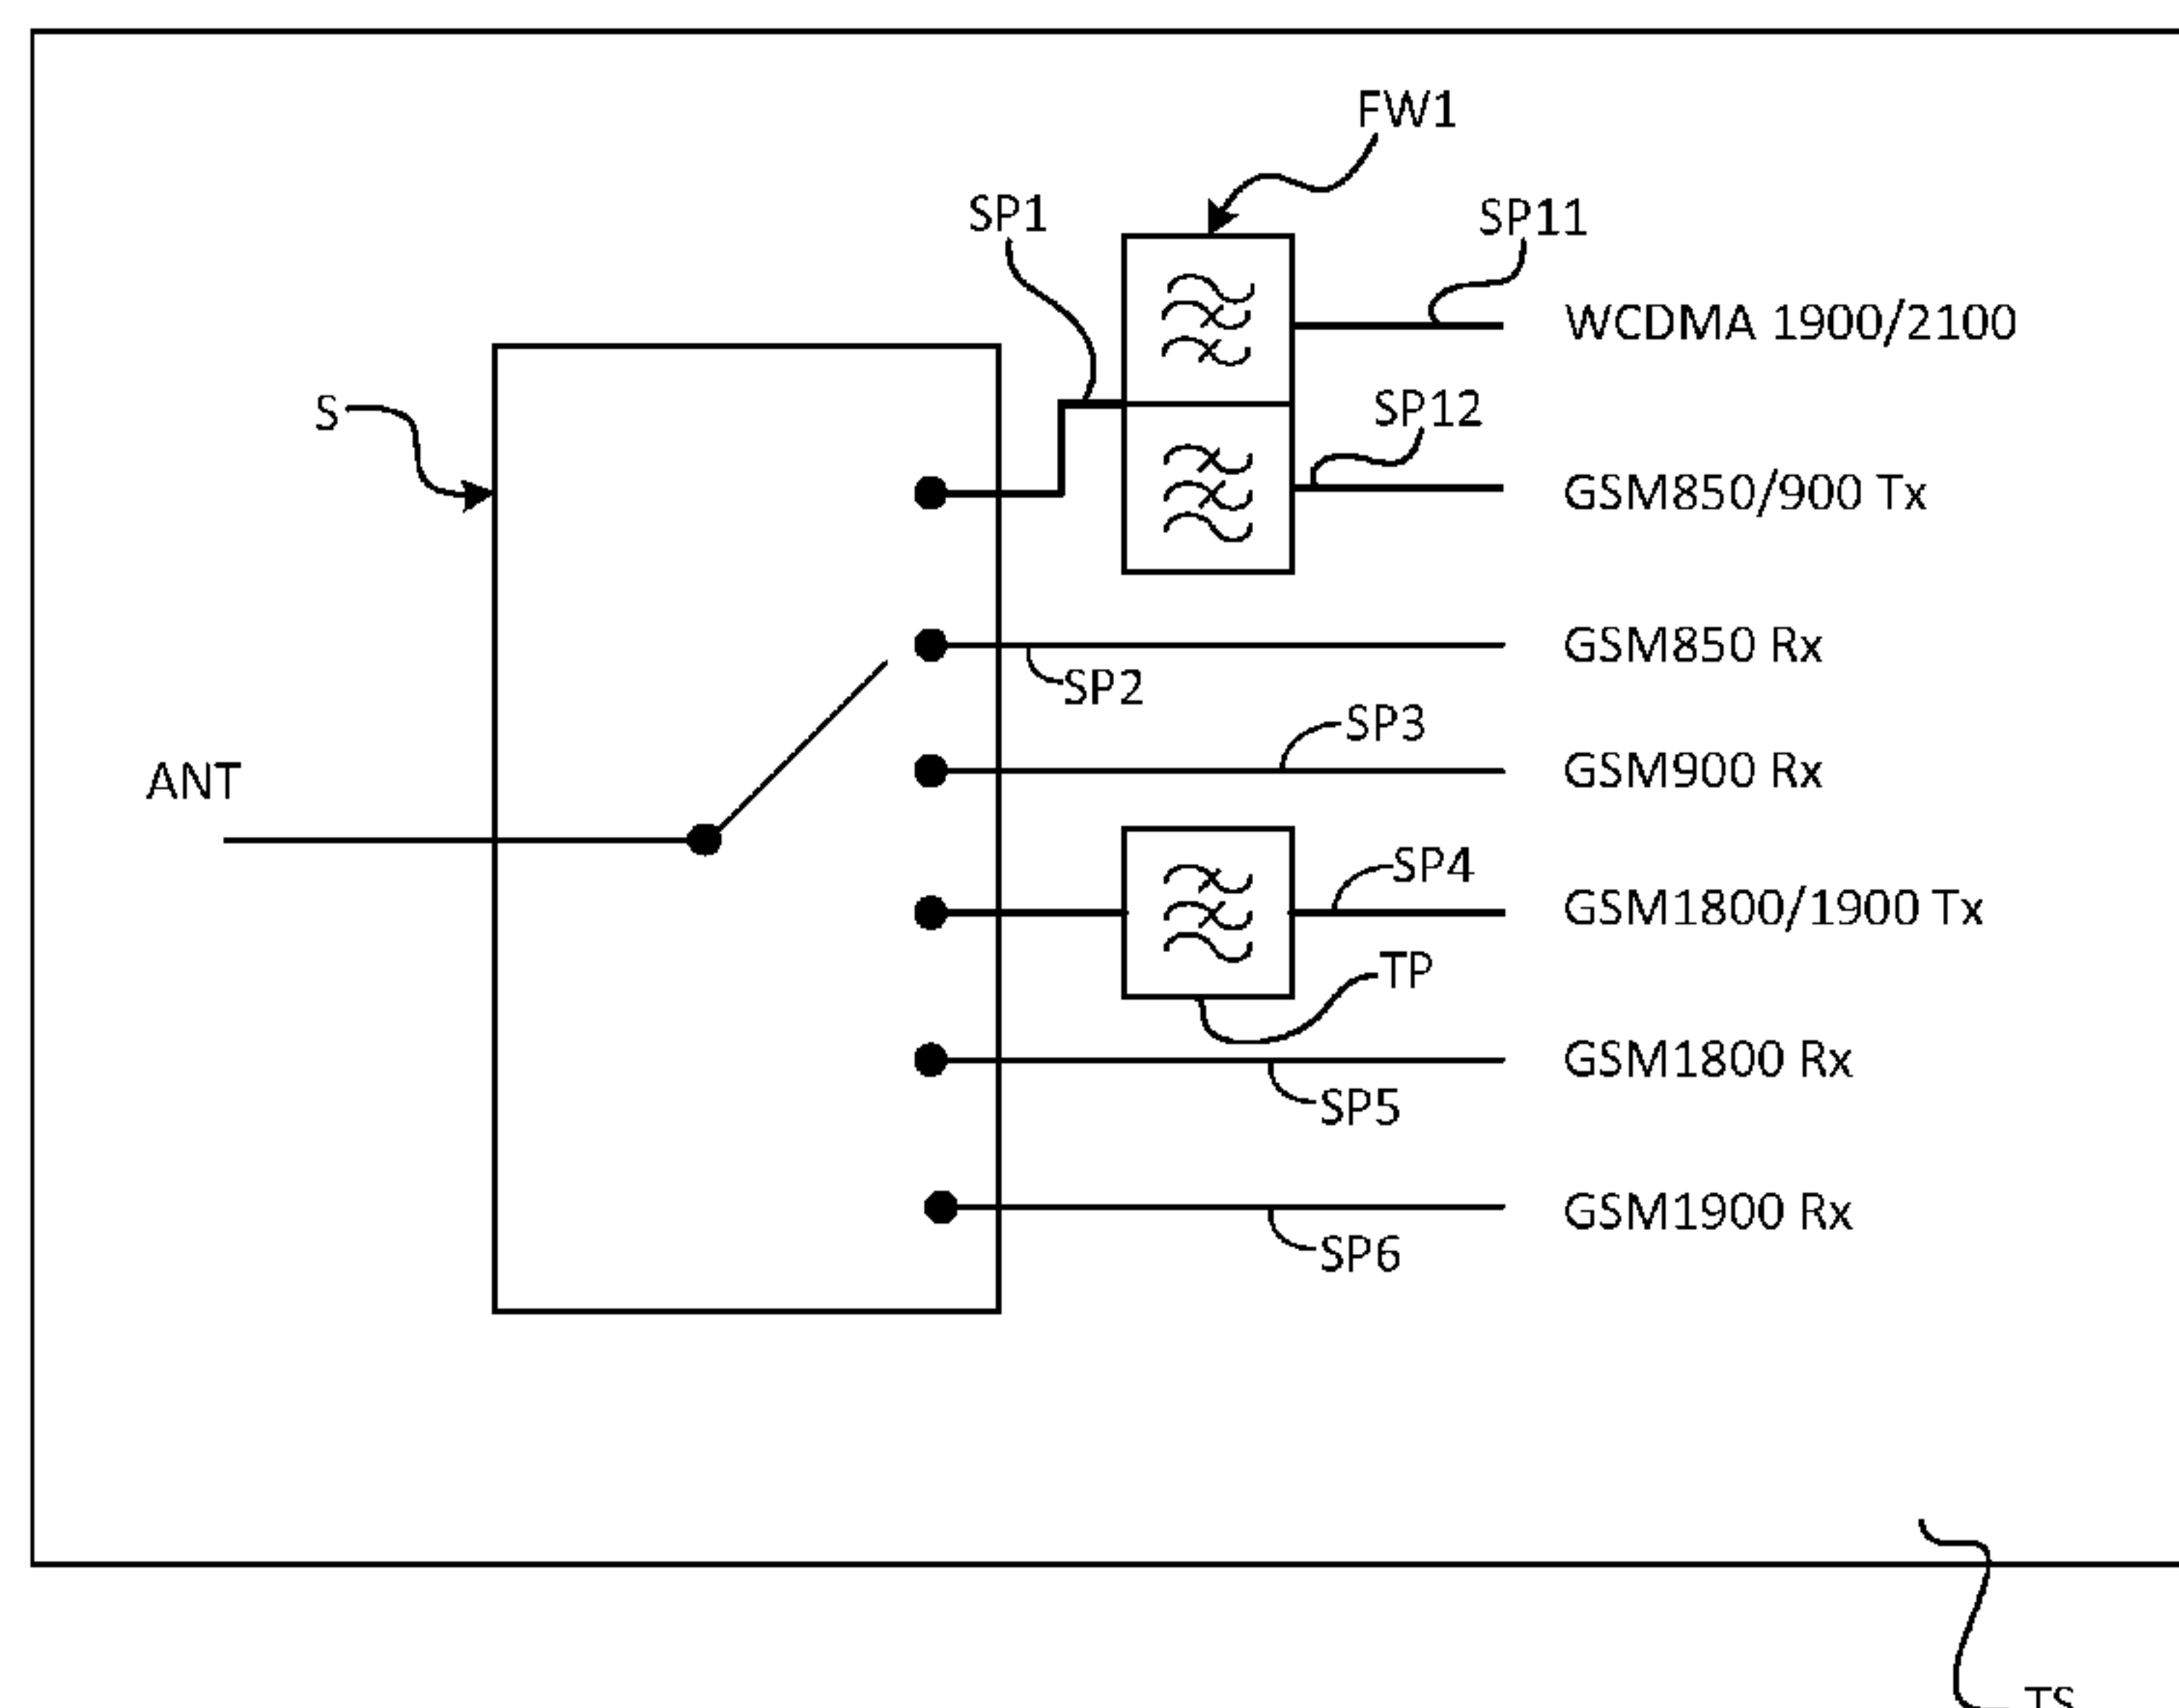 FW1
SP1
SP11
WCDMA 1900/2100
S
SP12
GSM850/900 Tx
GSM850 Rx
SP2
SP3
ANT
GSM900 Rx
SP4
GSM1800/1900 Tx
TP
GSM1800 Rx
SP5
GSM1900 Rx
SP6
TS